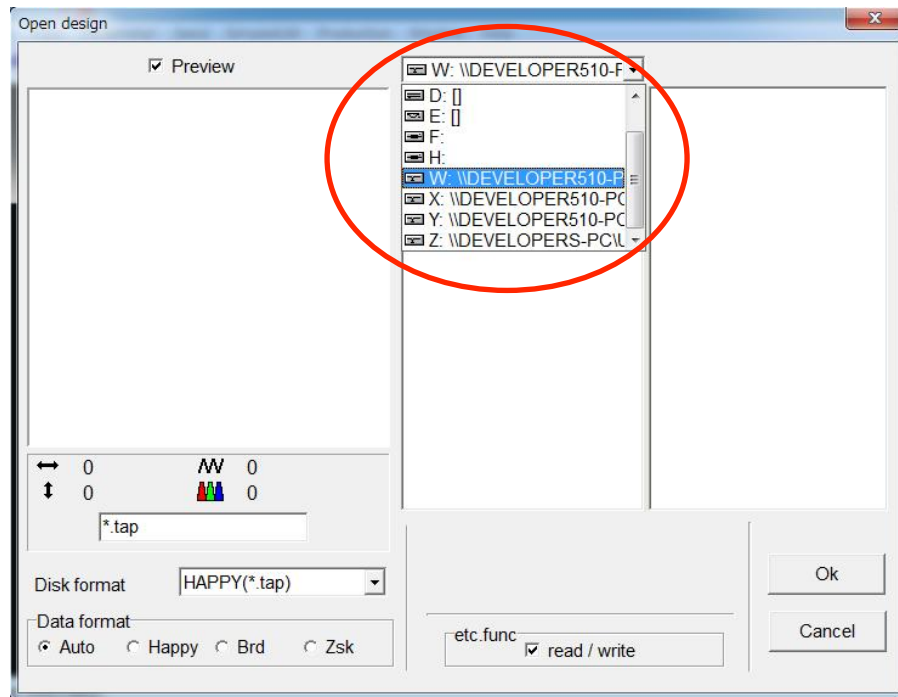 Open design
Preview
W: \\DEVELOPER510-F
D: []
E: []
F:
H:
W: \\DEVELOPER510-P
X: \\DEVELOPER510-PC
Y: \\DEVELOPER510-PC
Z: \\DEVELOPERS-PC\U
0 0
0 0
*.tap
Disk format HAPPY(*.tap)
Data format
Auto Happy Brd Zsk
etc.func
read / write
Ok
Cancel